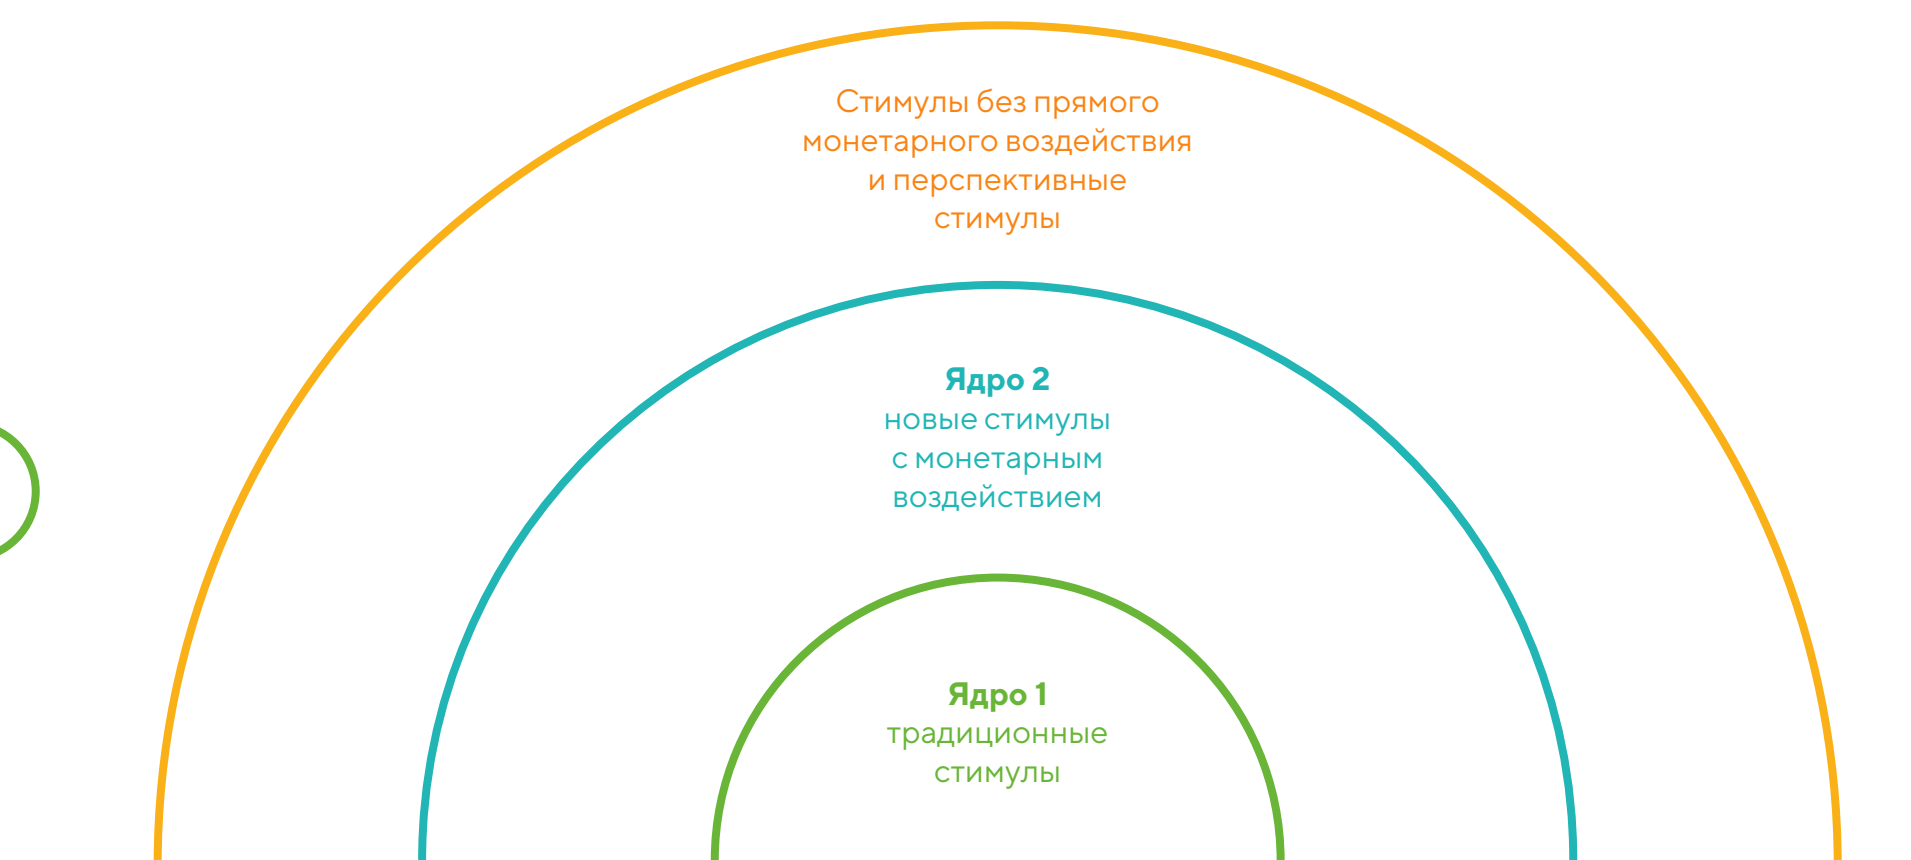 Стимулы без прямого
монетарного воздействия
и перспективные
стимулы
Ядро 2
новые стимулы
с монетарным
воздействием
Ядро 1
традиционные
стимулы